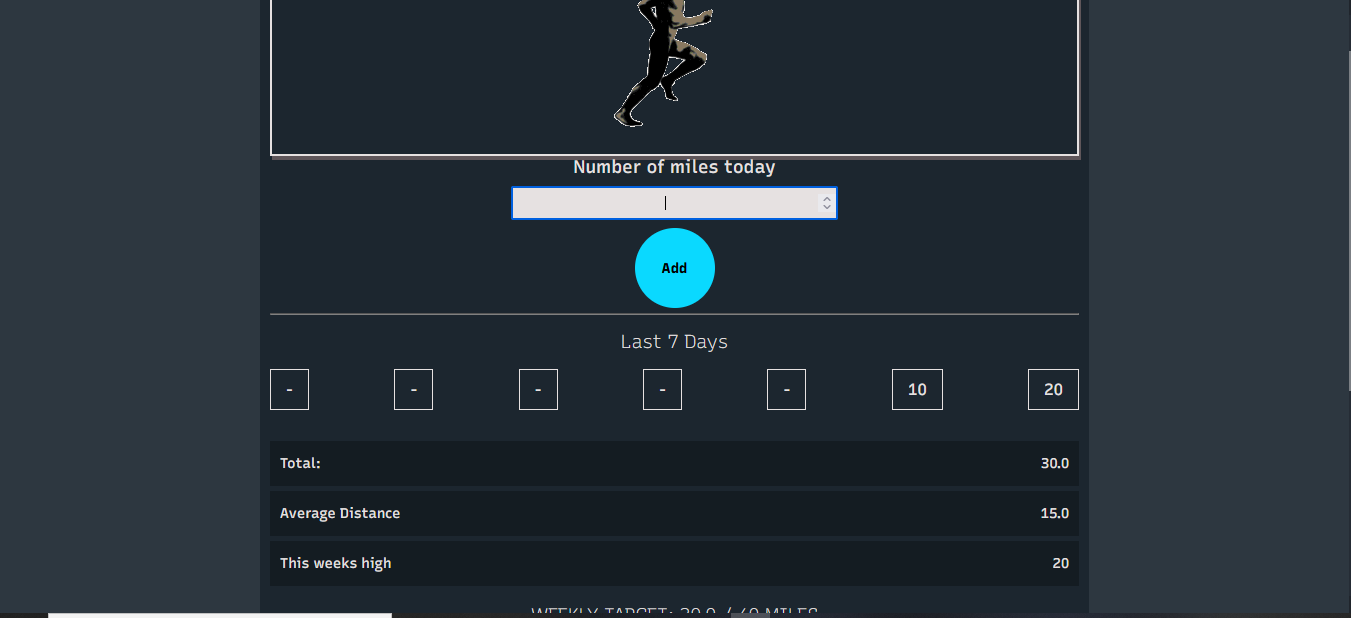 Number of miles today
Add
Last 7 Days
- - - - - 10 20
Total: 30.0
Average Distance 15.0
This weeks high 20
WEEKLY TARGET: 30.0 / 40 MILES